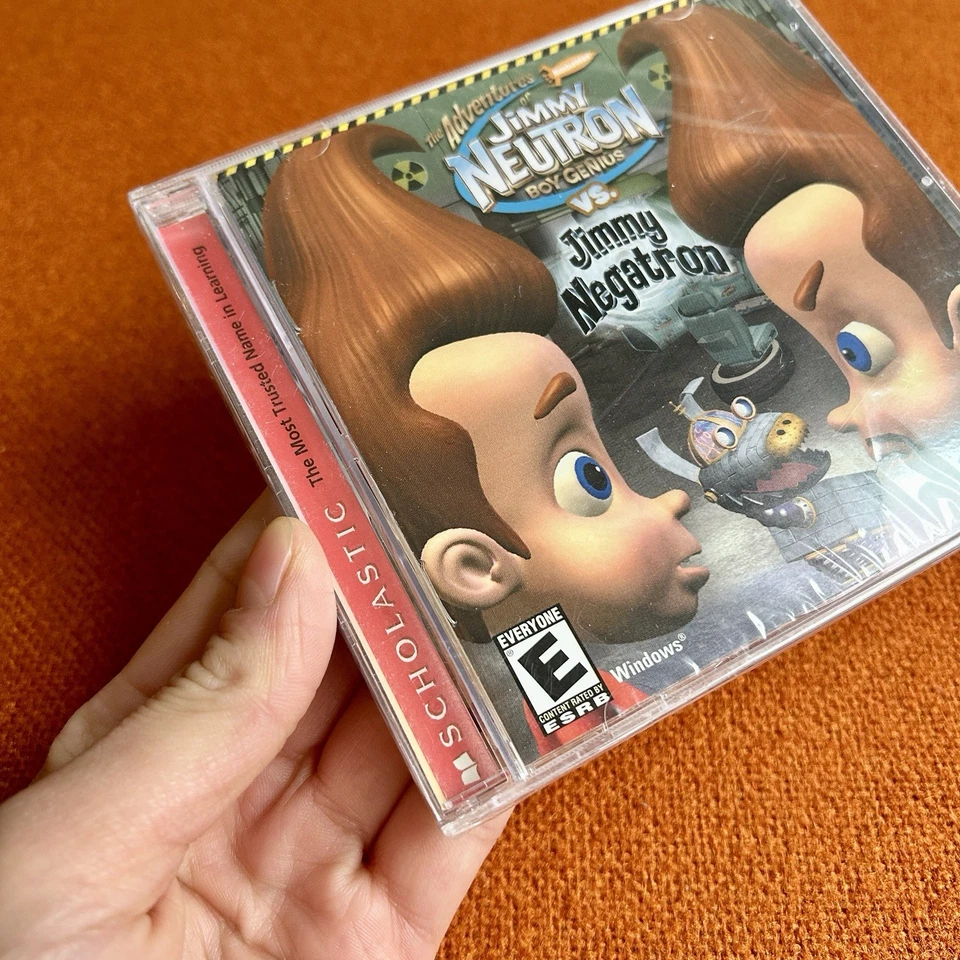 The Adventures
of
JIMMY
NEUTRON
BOY GENIUS
VS.
Jimmy
Negatron
SCHOLASTIC The Most Trusted Name in Learning
EVERYONE
E
®
CONTENT RATED BY
ESRB
Windows®